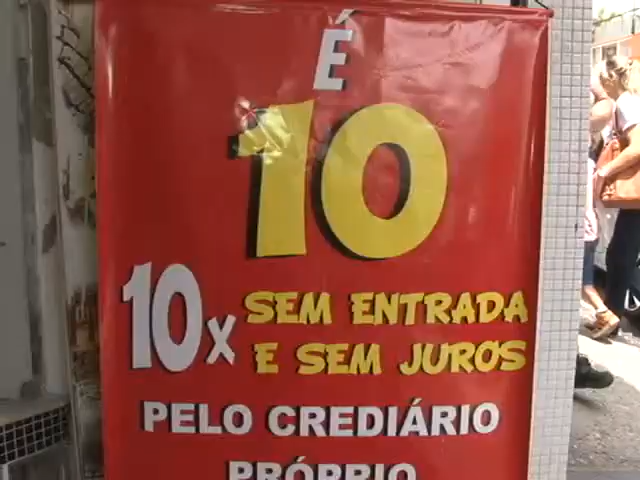 É
10
10x SEM ENTRADA
E SEM JUROS
PELO CREDIÁRIO
PRÓPRIO